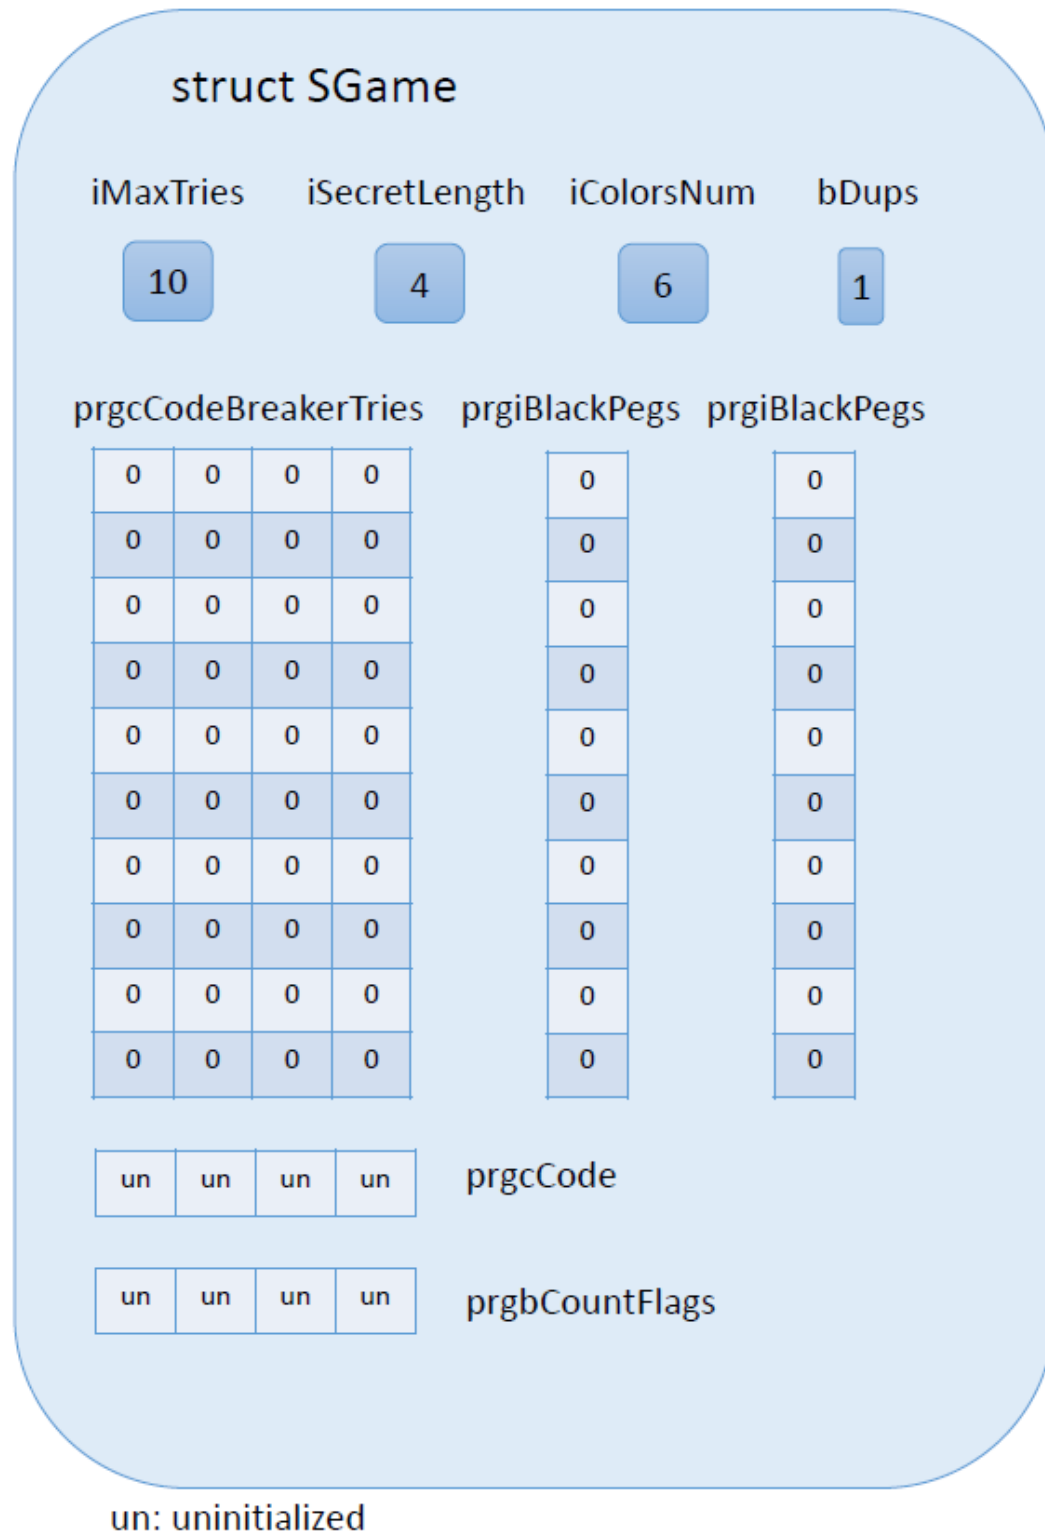 struct SGame
iMaxTries iSecretLength iColorsNum bDups
10 4 6 1
prgcCodeBreakerTries prgiBlackPegs prgiBlackPegs
0 0 0 0 0 0
0 0 0 0 0 0
0 0 0 0 0 0
0 0 0 0 0 0
0 0 0 0 0 0
0 0 0 0 0 0
0 0 0 0 0 0
0 0 0 0 0 0
0 0 0 0 0 0
0 0 0 0 0 0
un un un un prgcCode
un un un un prgbCountFlags
un: uninitialized